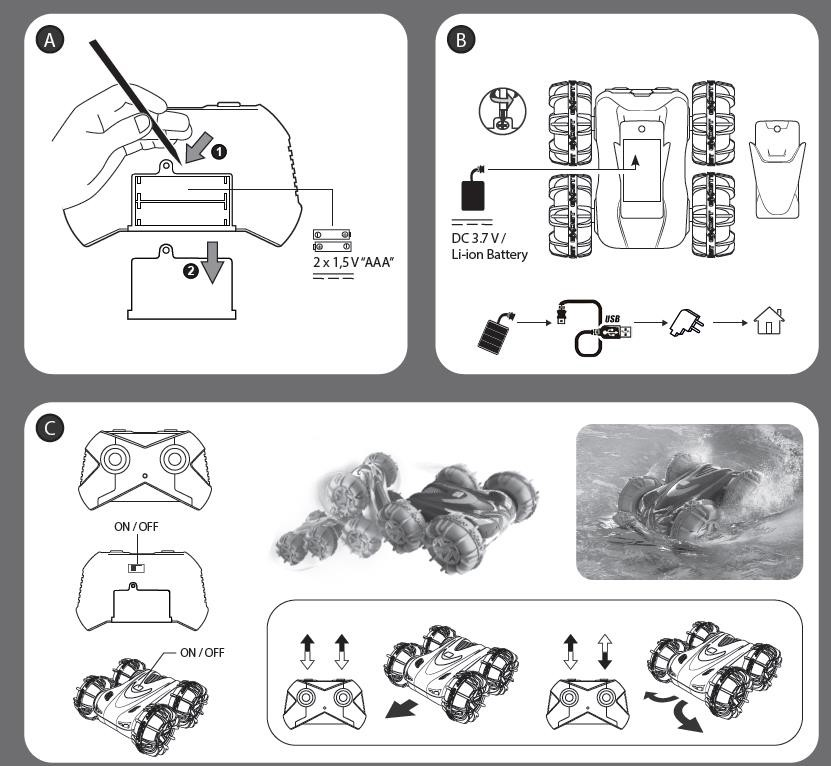 A
1
2
2 x 1,5 V "AAA"
B
DC 3.7 V /
Li-ion Battery
USB
C
ON / OFF
ON / OFF